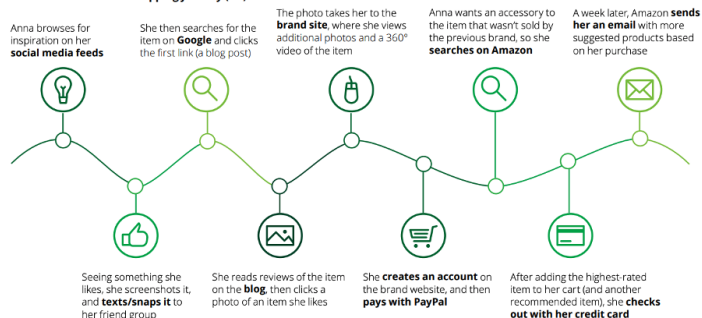 Anna browses for
inspiration on her
social media feeds
She then searches for the
item on Google and clicks
the first link (a blog post)
The photo takes her to the
brand site, where she views
additional photos and a 360°
video of the item
Anna wants an accessory to
the item that wasn't sold by
the previous brand, so she
searches on Amazon
A week later, Amazon sends
her an email with more
suggested products based
on her purchase
Seeing something she
likes, she screenshots it,
and texts/snaps it to
her friend group
She reads reviews of the item
on the blog, then clicks a
photo of an item she likes
She creates an account on
the brand website, and then
pays with PayPal
After adding the highest-rated
item to her cart (and another
recommended item), she checks
out with her credit card